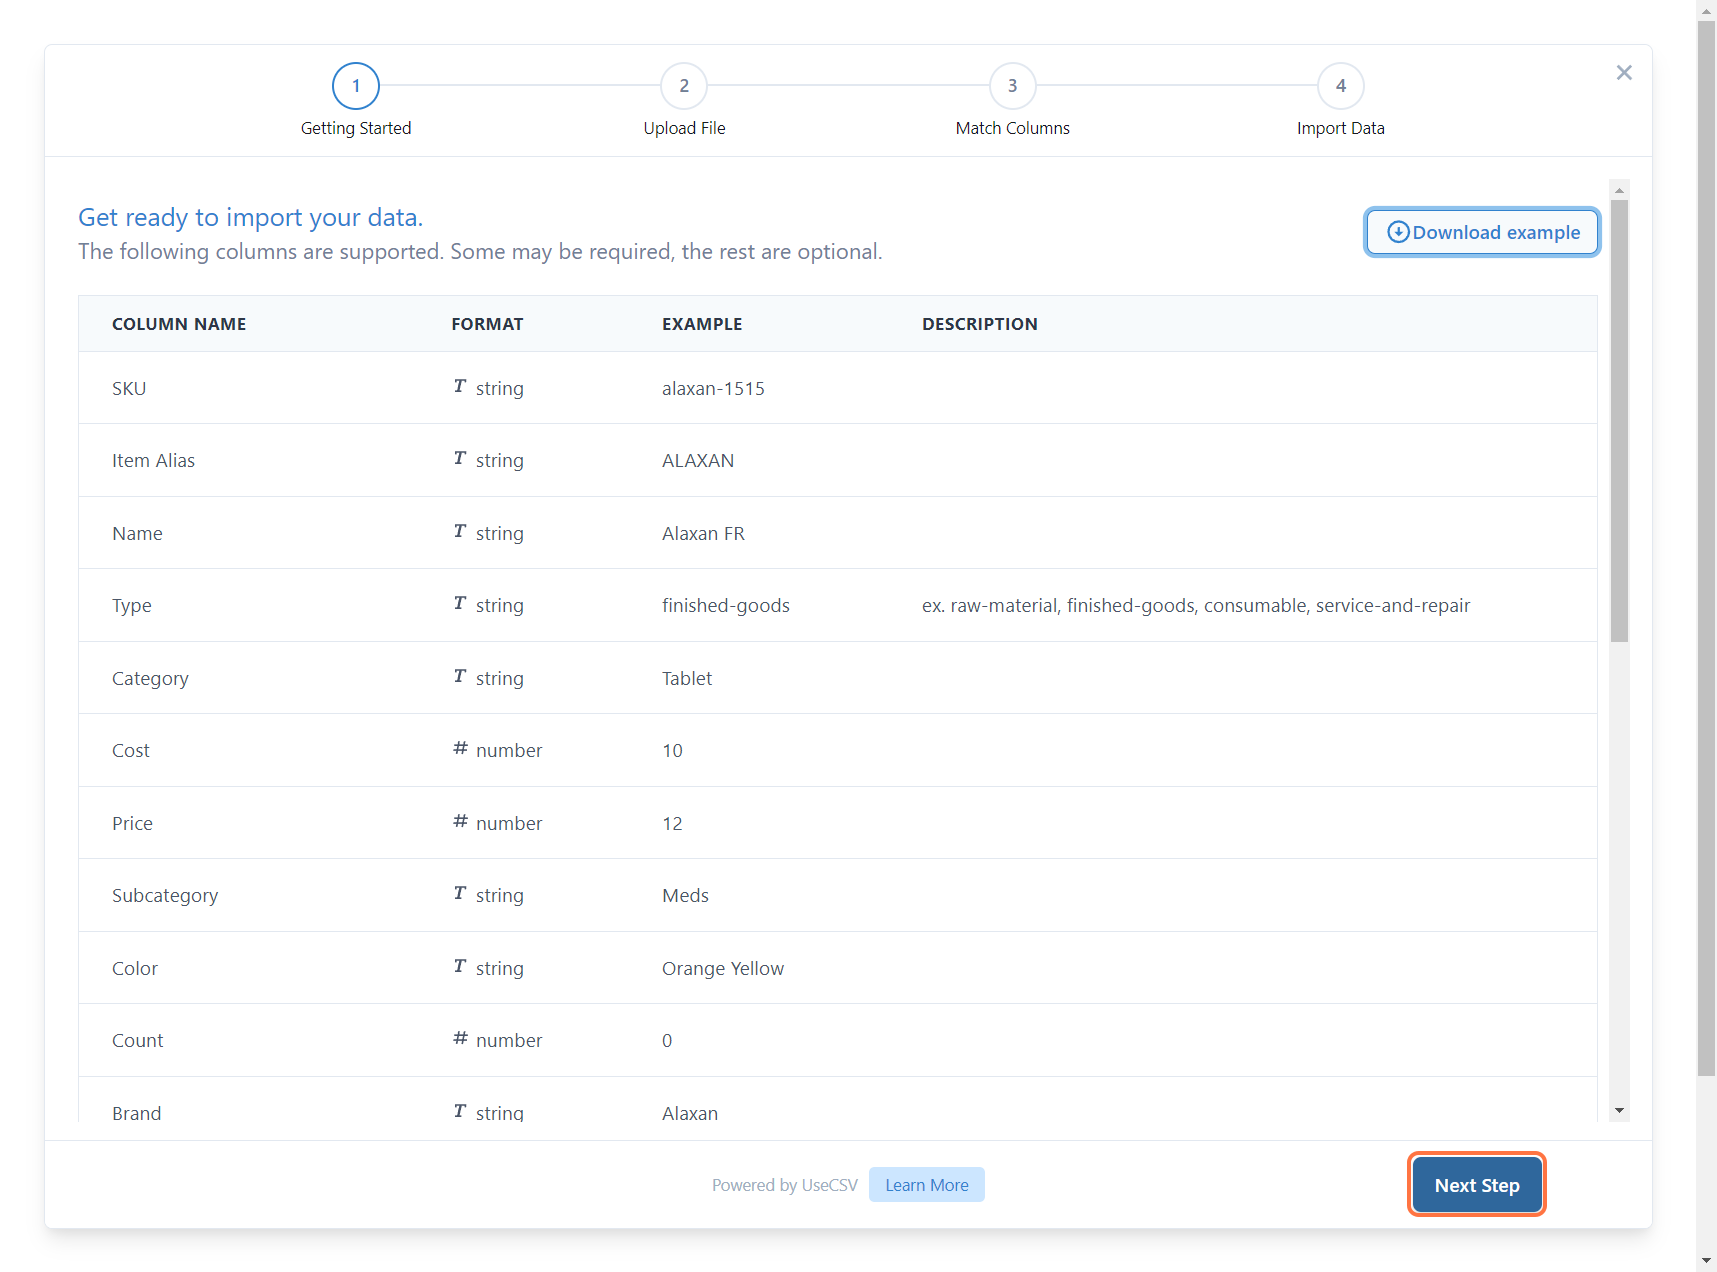 1 2 3 4
Getting Started Upload File Match Columns Import Data
Get ready to import your data.
The following columns are supported. Some may be required, the rest are optional.
Download example
COLUMN NAME FORMAT EXAMPLE DESCRIPTION
SKU T string alaxan-1515
Item Alias T string ALAXAN
Name T string Alaxan FR
Type T string finished-goods ex. raw-material, finished-goods, consumable, service-and-repair
Category T string Tablet
Cost # number 10
Price # number 12
Subcategory T string Meds
Color T string Orange Yellow
Count # number 0
Brand T string Alaxan
Powered by UseCSV Learn More
Next Step